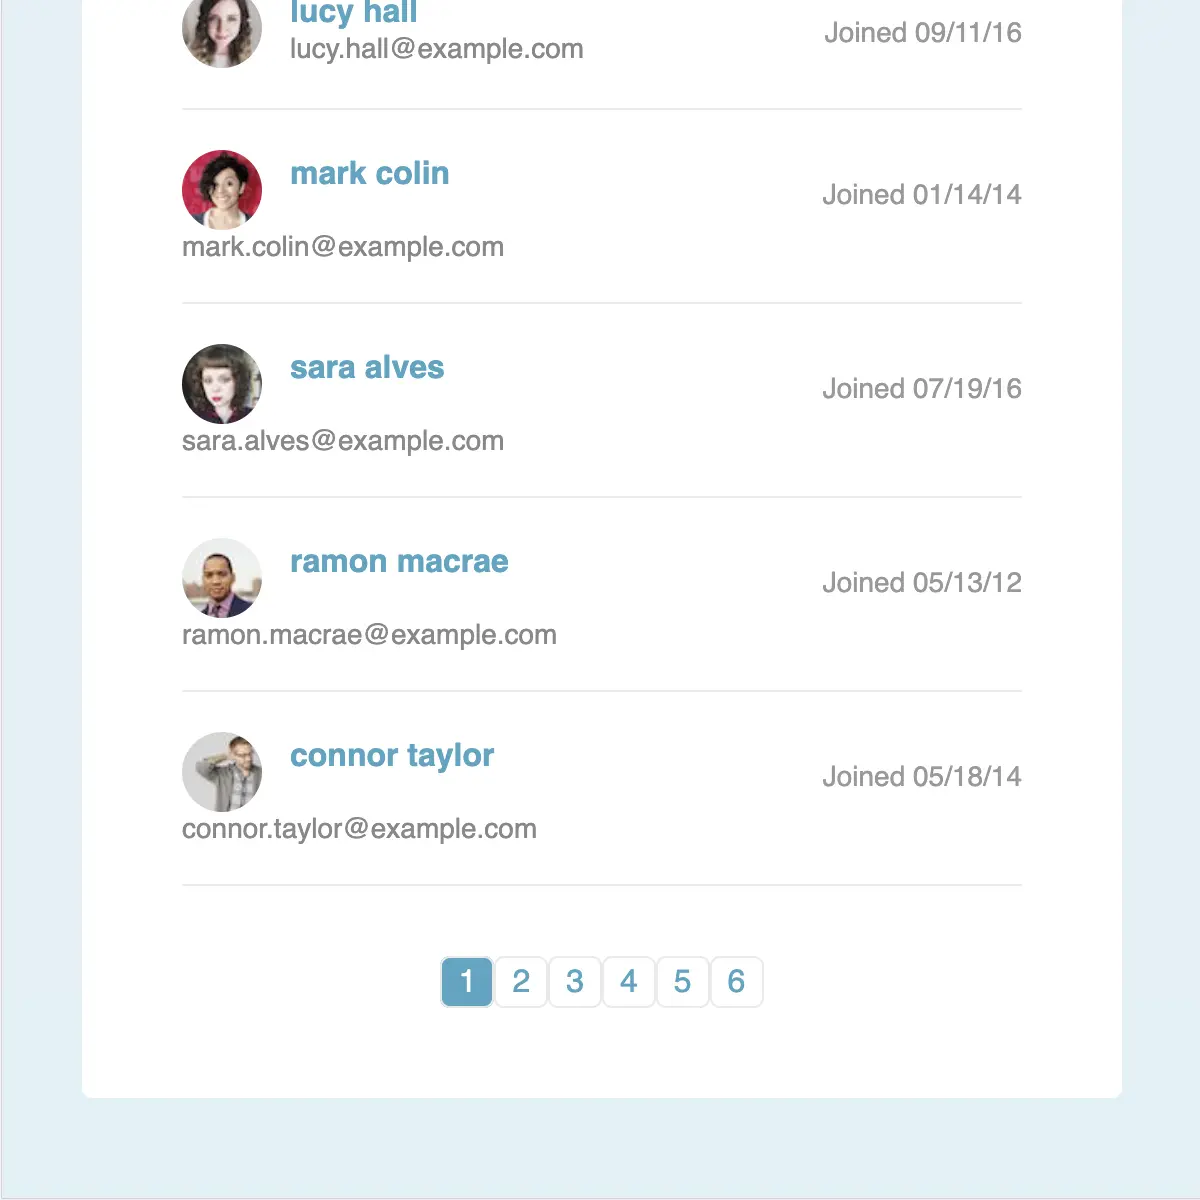 lucy hall
lucy.hall@example.com
Joined 09/11/16
mark colin
Joined 01/14/14
mark.colin@example.com
sara alves
Joined 07/19/16
sara.alves@example.com
ramon macrae
Joined 05/13/12
ramon.macrae@example.com
connor taylor
Joined 05/18/14
connor.taylor@example.com
1 2 3 4 5 6